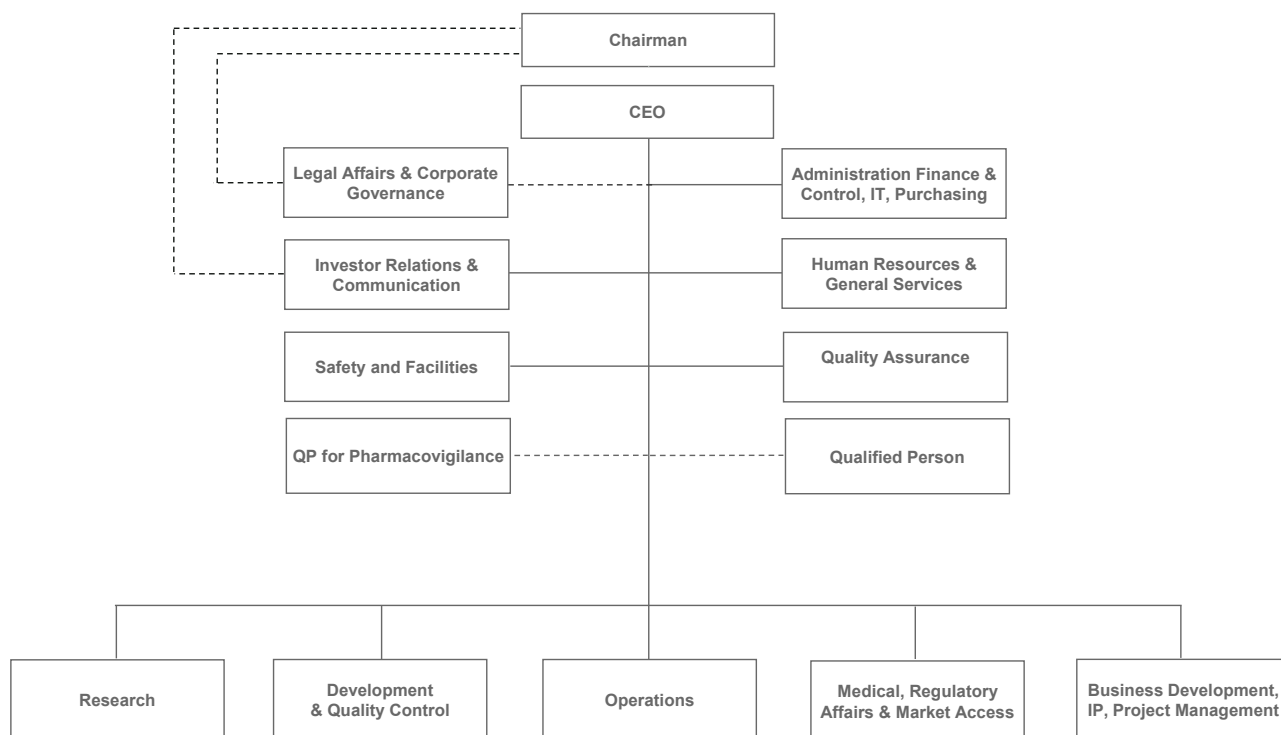 Chairman
CEO
Legal Affairs & Corporate
Governance
Administration Finance &
Control, IT, Purchasing
Investor Relations &
Communication
Human Resources &
General Services
Safety and Facilities
Quality Assurance
QP for Pharmacovigilance
Qualified Person
Research
Development
& Quality Control
Operations
Medical, Regulatory
Affairs & Market Access
Business Development,
IP, Project Management